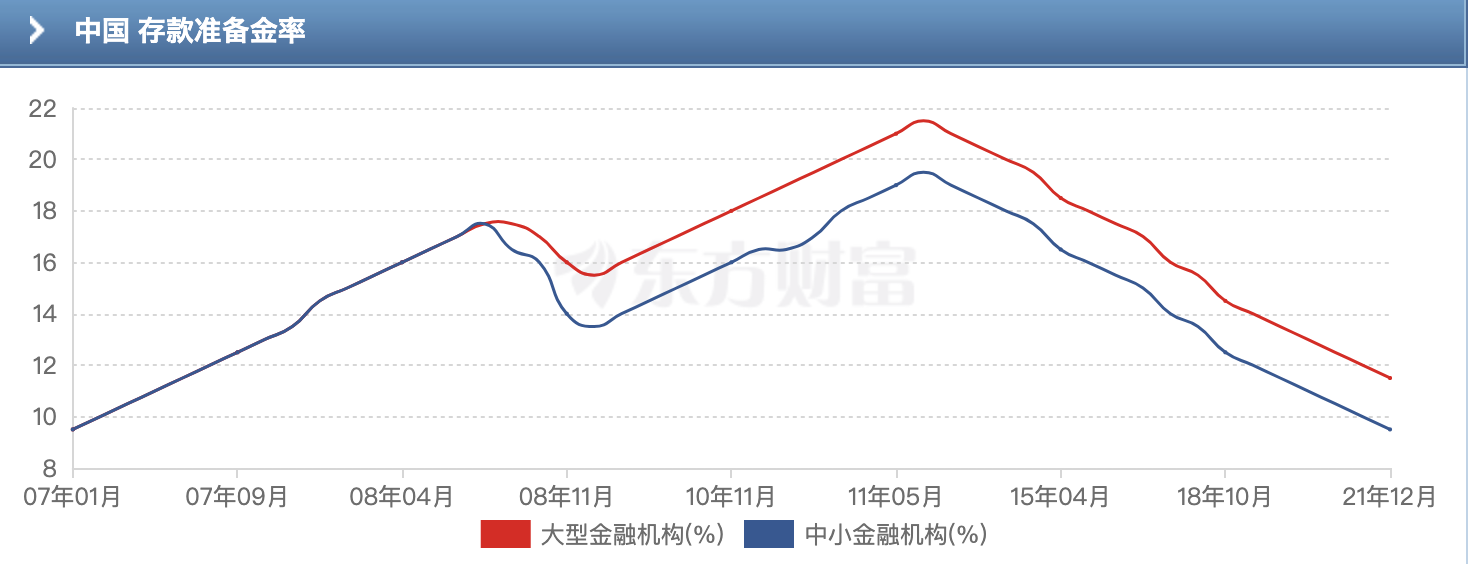 中国 存款准备金率
22
20
18
16
14
12
10
8
东方财富
07年01月 07年09月 08年04月 08年11月 10年11月 11年05月 15年04月 18年10月 21年12月
大型金融机构(%) 中小金融机构(%)